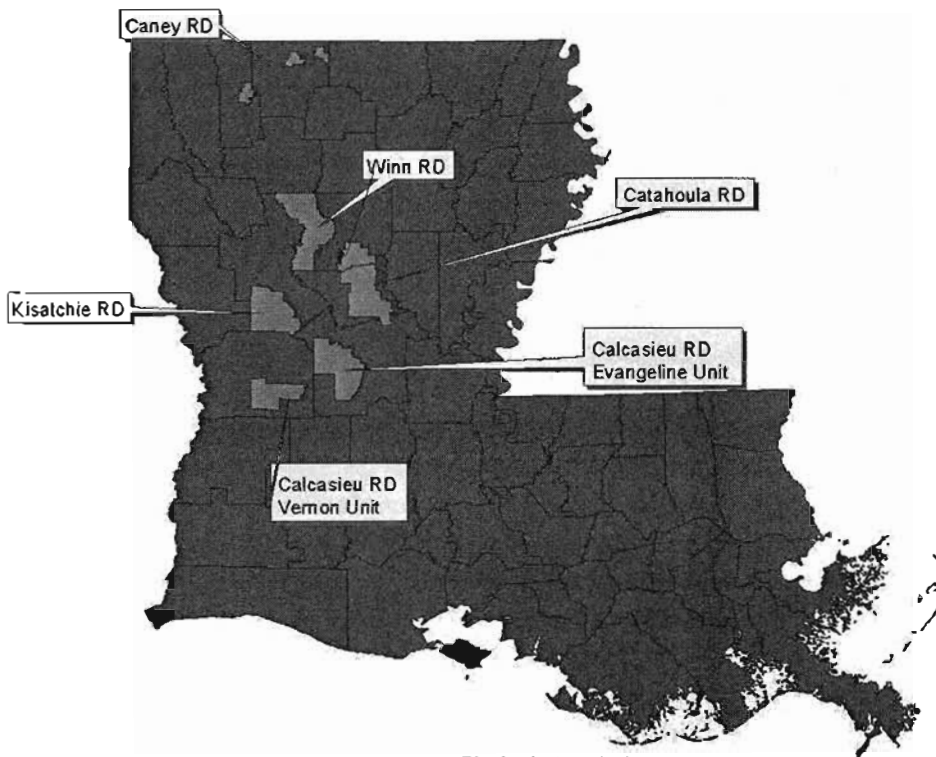 Caney RD
Winn RD
Catahoula RD
Kisatchie RD
Calcasieu RD
Evangeline Unit
Calcasieu RD
Vernon Unit